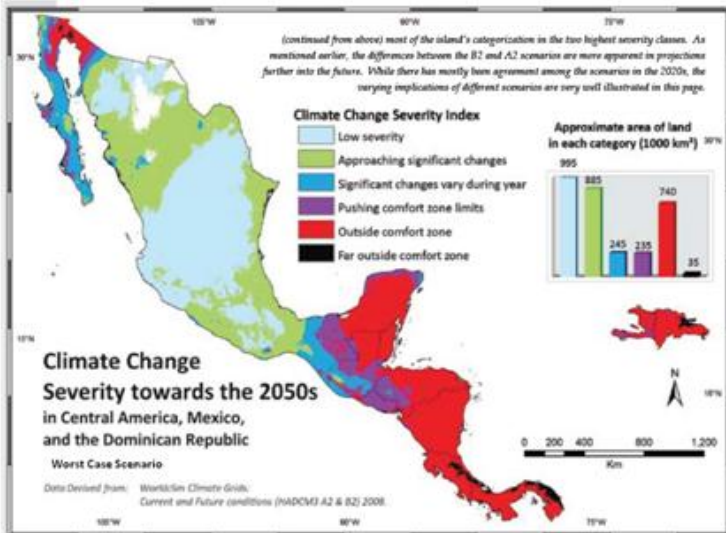 105°W
90°W
75°W
30°N
(continued from above) most of the island's categorization in the two highest severity classes. As
mentioned earlier, the differences between the B2 and A2 scenarios are more apparent in projections
further into the future. While there has mostly been agreement among the scenarios in the 2020s, the
varying implications of different scenarios are very well illustrated in this page.
Climate Change Severity Index
Low severity
Approaching significant changes
Significant changes vary during year
Pushing comfort zone limits
Outside comfort zone
Far outside comfort zone
Approximate area of land
in each category (1000 km²)
30°N
995
885
245
235
740
35
15°N
Climate Change
Severity towards the 2050s
in Central America, Mexico,
and the Dominican Republic
Worst Case Scenario
Data Derived from: WorldClim Climate Grids:
Current and Future conditions (HADCM3 A2 & B2) 2008.
N
0 200 400 800 1,200
Km
105°W
90°W
75°W